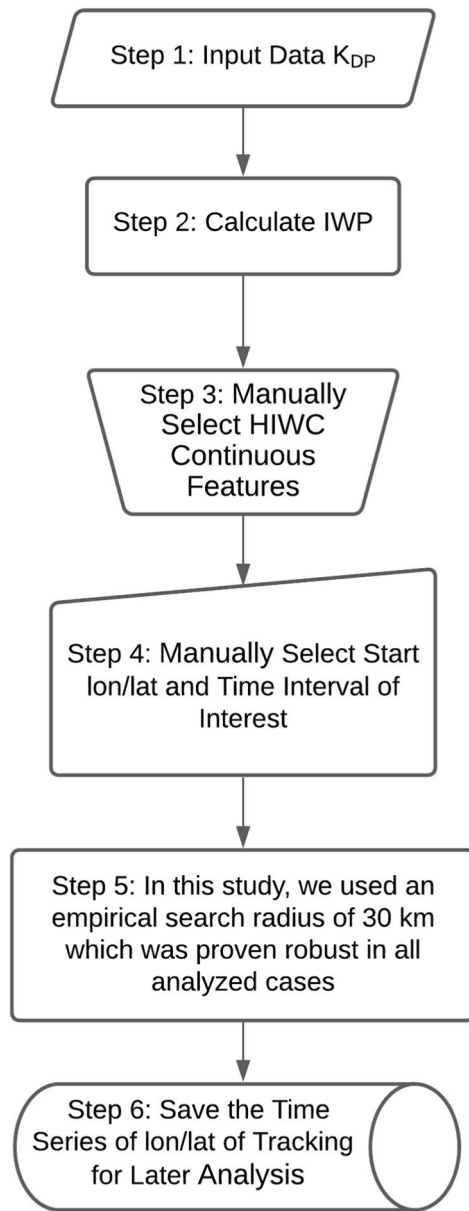 Step 1: Input Data KDP
Step 2: Calculate IWP
Step 3: Manually
Select HIWC
Continuous
Features
Step 4: Manually Select Start
lon/lat and Time Interval of
Interest
Step 5: In this study, we used an
empirical search radius of 30 km
which was proven robust in all
analyzed cases
Step 6: Save the Time
Series of lon/lat of Tracking
for Later Analysis